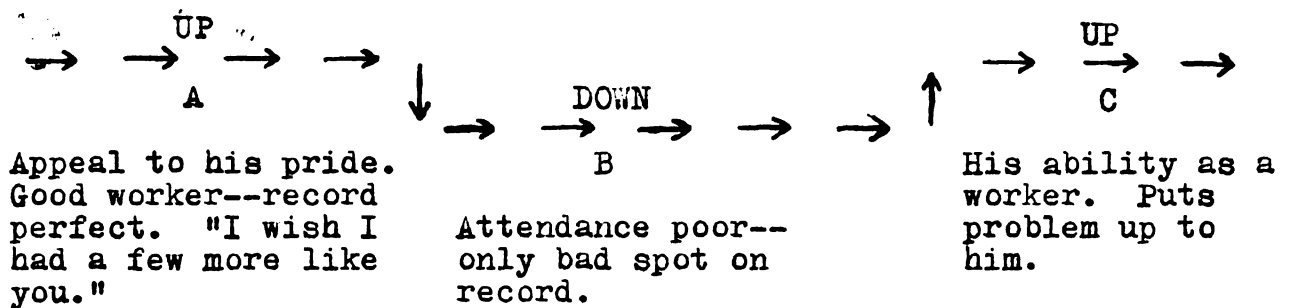 UP
A
Appeal to his pride.
Good worker--record
perfect. "I wish I
had a few more like
you."
DOWN
B
Attendance poor--
only bad spot on
record.
UP
C
His ability as a
worker. Puts
problem up to
him.